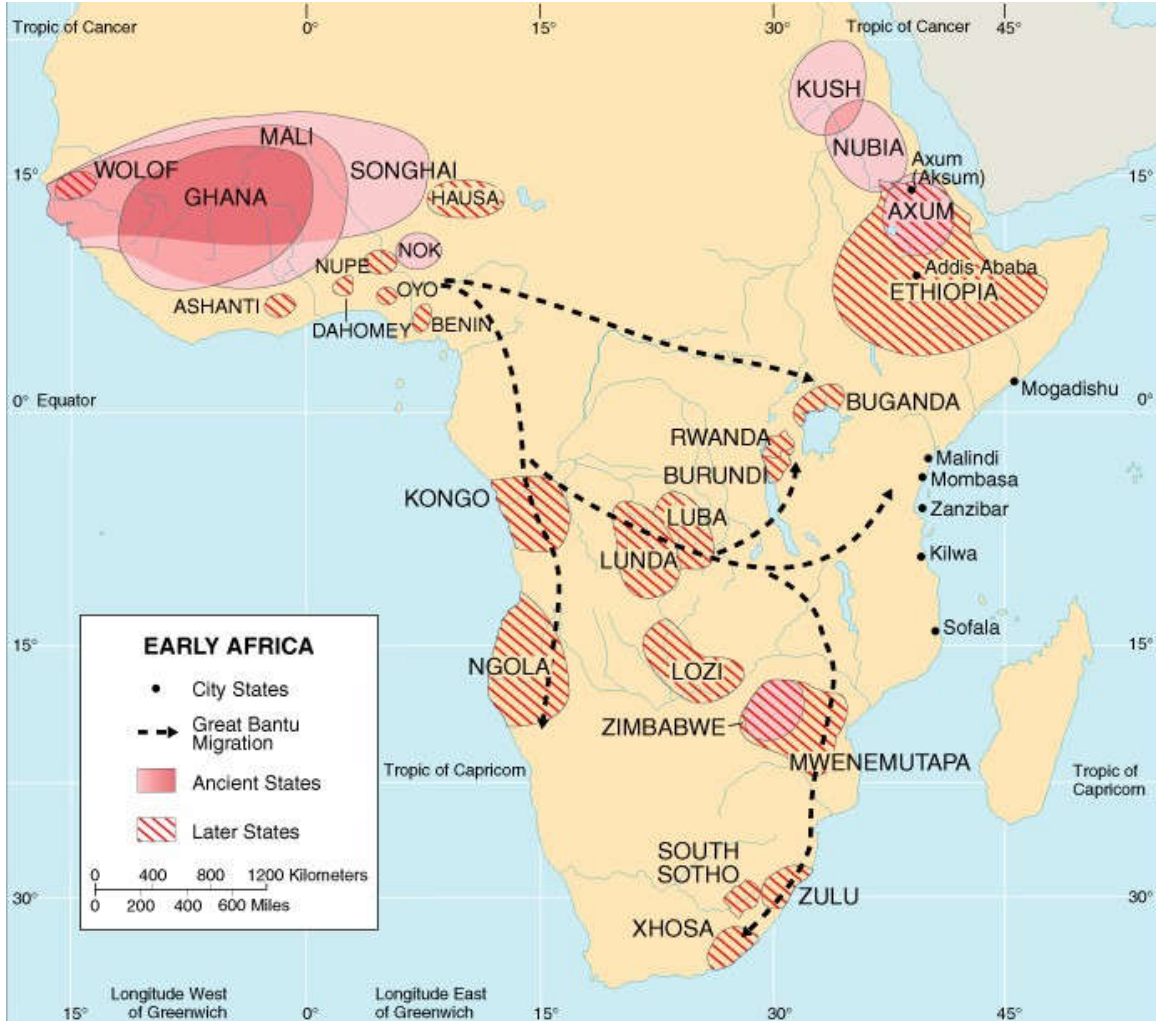 0°
15°
30°
45°
Tropic of Cancer
Tropic of Cancer
KUSH
NUBIA
MALI
WOLOF
SONGHAI
GHANA
HAUSA
15°
15°
Axum
(Aksum)
AXUM
NOK
NUPE
OYO
ASHANTI
DAHOMEY
BENIN
Addis Ababa
ETHIOPIA
Mogadishu
0° Equator
0°
BUGANDA
RWANDA
BURUNDI
Malindi
Mombasa
Zanzibar
Kilwa
Sofala
KONGO
LUBA
LUNDA
15°
15°
NGOLA
LOZI
ZIMBABWE
MWENEMUTAPA
Tropic of Capricorn
Tropic of
Capricorn
SOUTH
SOTHO
ZULU
XHOSA
30°
30°
EARLY AFRICA
City States
Great Bantu
Migration
Ancient States
Later States
0 400 800 1200 Kilometers
0 200 400 600 Miles
Longitude West
of Greenwich
Longitude East
of Greenwich
15°
0°
15°
30°
45°